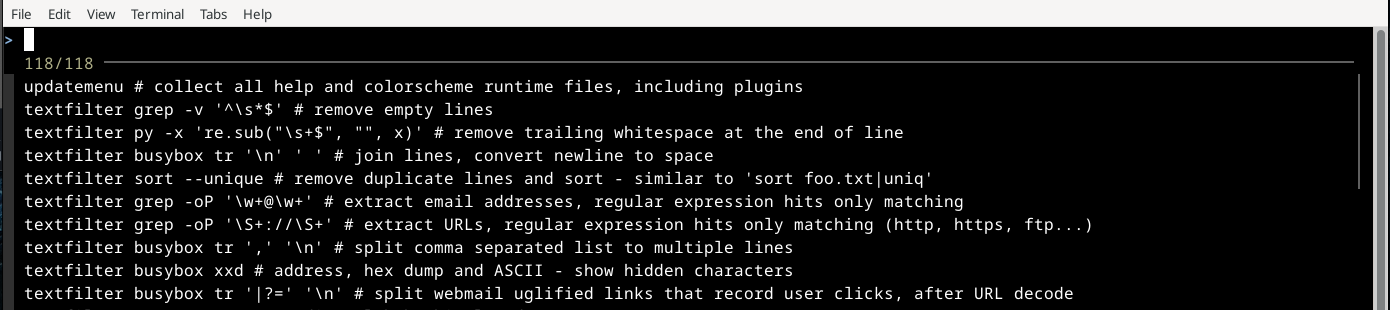 File Edit View Terminal Tabs Help
>
118/118
updatemenu # collect all help and colorscheme runtime files, including plugins
textfilter grep -v '^\s*$' # remove empty lines
textfilter py -x 're.sub("\s+$", "", x)' # remove trailing whitespace at the end of line
textfilter busybox tr '\n' ' ' # join lines, convert newline to space
textfilter sort --unique # remove duplicate lines and sort - similar to 'sort foo.txt|uniq'
textfilter grep -oP '\w+@\w+' # extract email addresses, regular expression hits only matching
textfilter grep -oP '\S+://\S+' # extract URLs, regular expression hits only matching (http, https, ftp...)
textfilter busybox tr ',' '\n' # split comma separated list to multiple lines
textfilter busybox xxd # address, hex dump and ASCII - show hidden characters
textfilter busybox tr '|?=' '\n' # split webmail uglified links that record user clicks, after URL decode